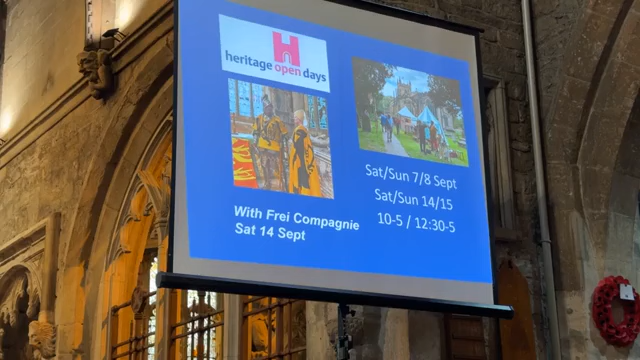 heritage open days
Sat/Sun 7/8 Sept
Sat/Sun 14/15
10-5 / 12:30-5
With Frei Compagnie
Sat 14 Sept